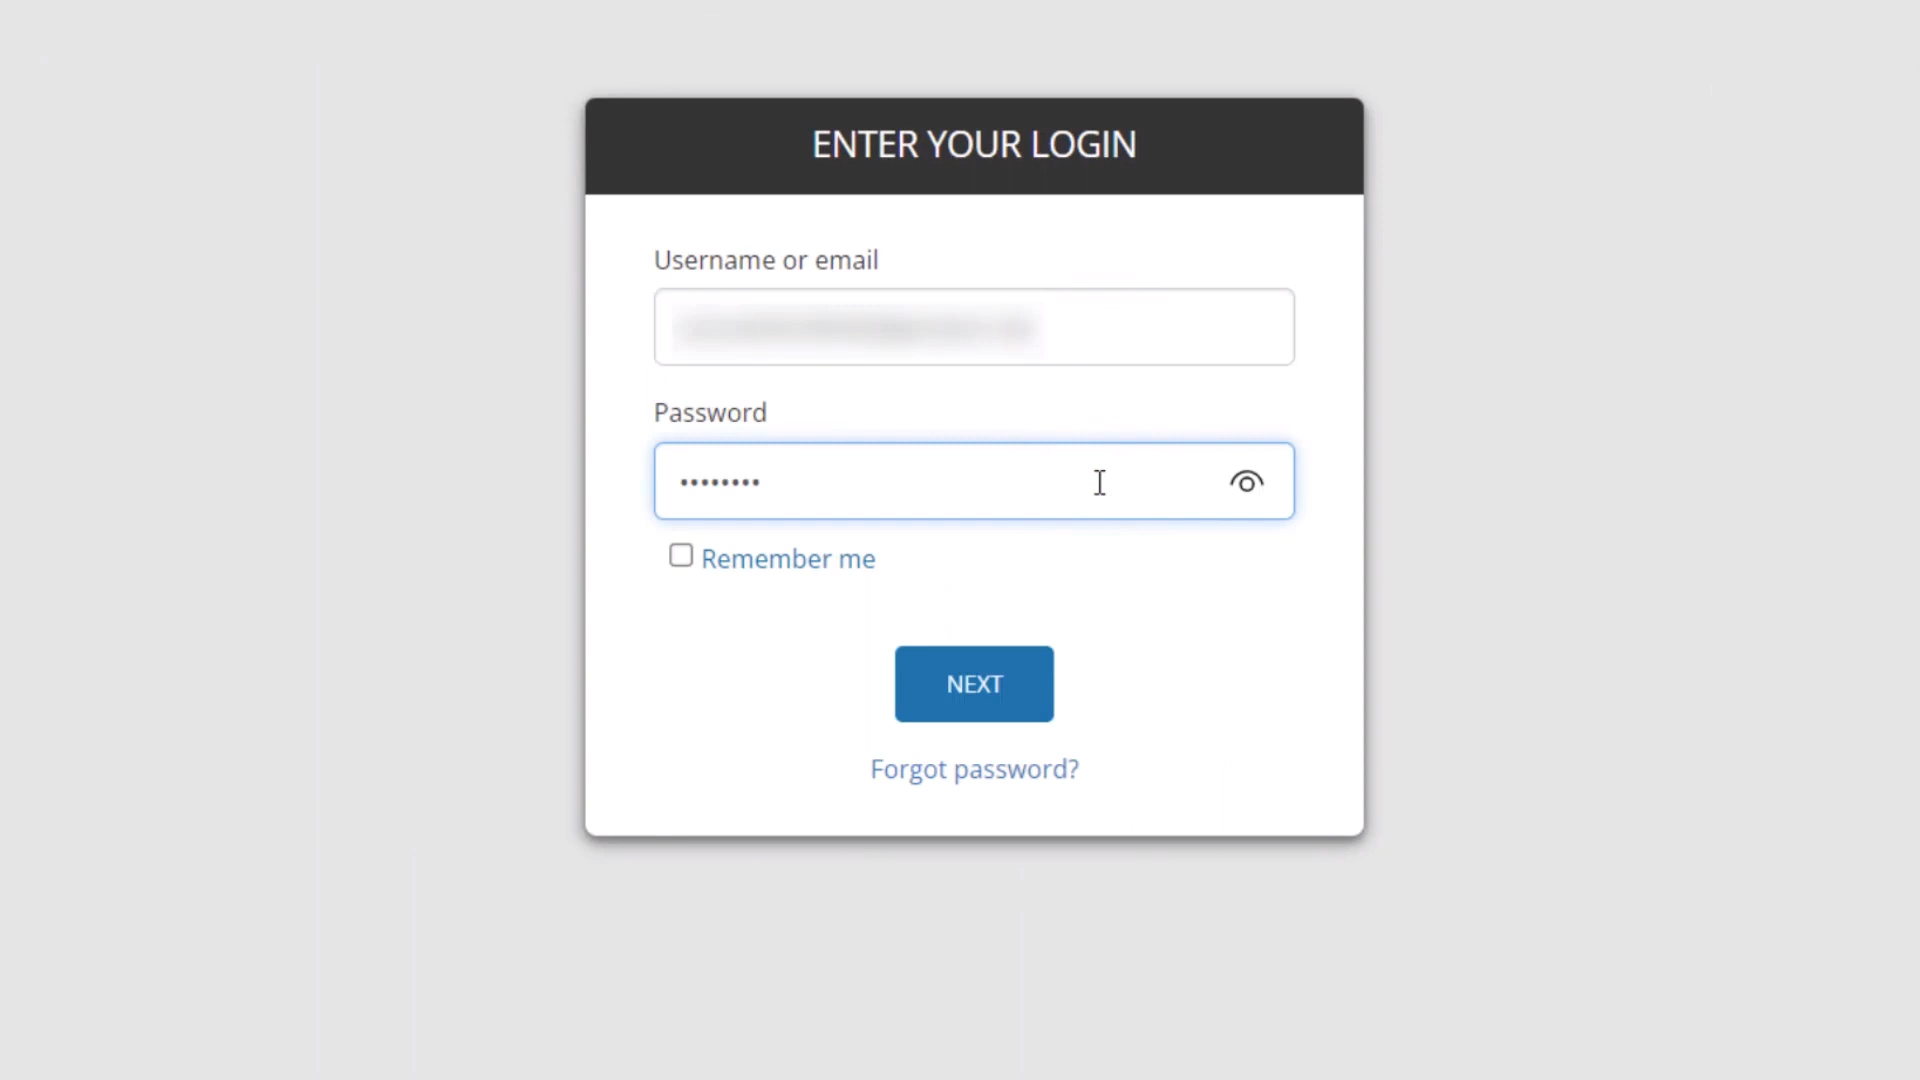 ENTER YOUR LOGIN
Username or email
Password
••••••••
Remember me
NEXT
Forgot password?